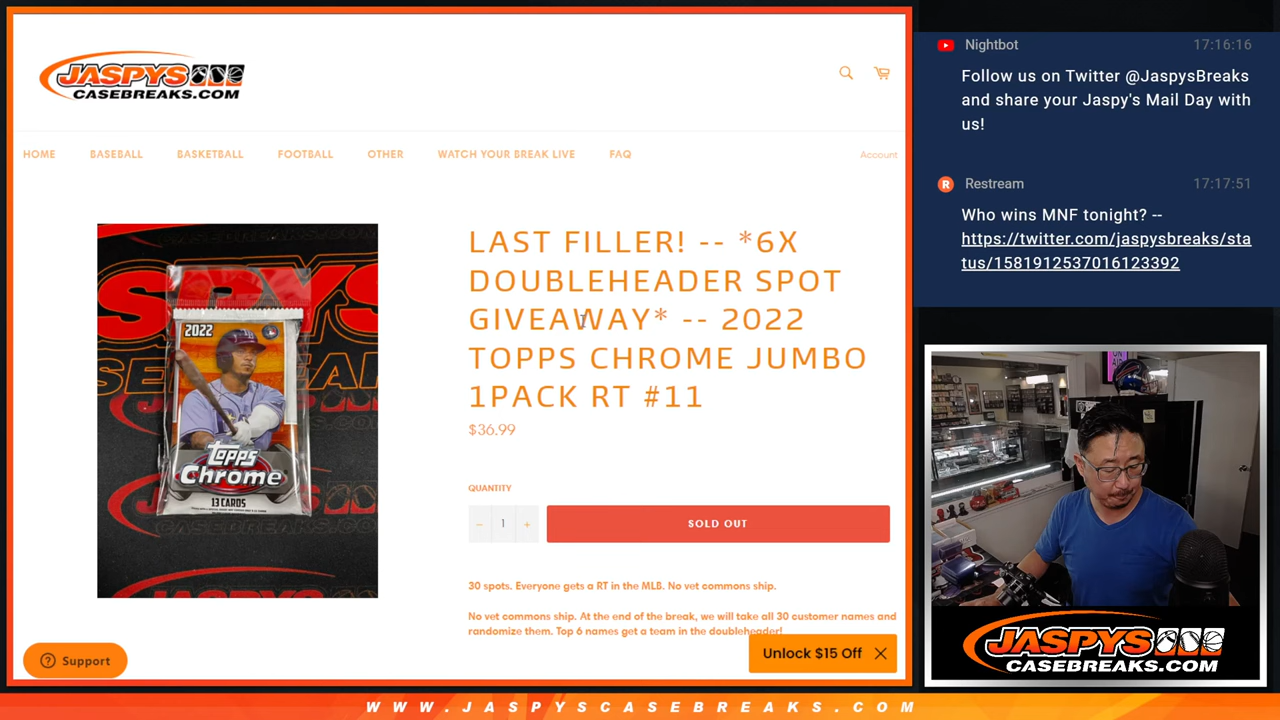 JASPYS
CASEBREAKS.COM
HOME
BASEBALL
BASKETBALL
FOOTBALL
OTHER
WATCH YOUR BREAK LIVE
FAQ
Account
2022
Topps
Chrome
13 CARDS
LAST FILLER! -- *6X
DOUBLEHEADER SPOT
GIVEAWAY* -- 2022
TOPPS CHROME JUMBO
1PACK RT #11
$36.99
QUANTITY
− 1 +
SOLD OUT
30 spots. Everyone gets a RT in the MLB. No vet commons ship.
No vet commons ship. At the end of the break, we will take all 30 customer names and
randomize them. Top 6 names get a team in the doubleheader!
Support
Unlock $15 Off
Nightbot 17:16:16
Follow us on Twitter @JaspysBreaks
and share your Jaspy's Mail Day with
us!
Restream 17:17:51
Who wins MNF tonight? --
https://twitter.com/jaspysbreaks/sta
tus/1581912537016123392
JASPYS
CASEBREAKS.COM
WWW.JASPYSCASEBREAKS.COM